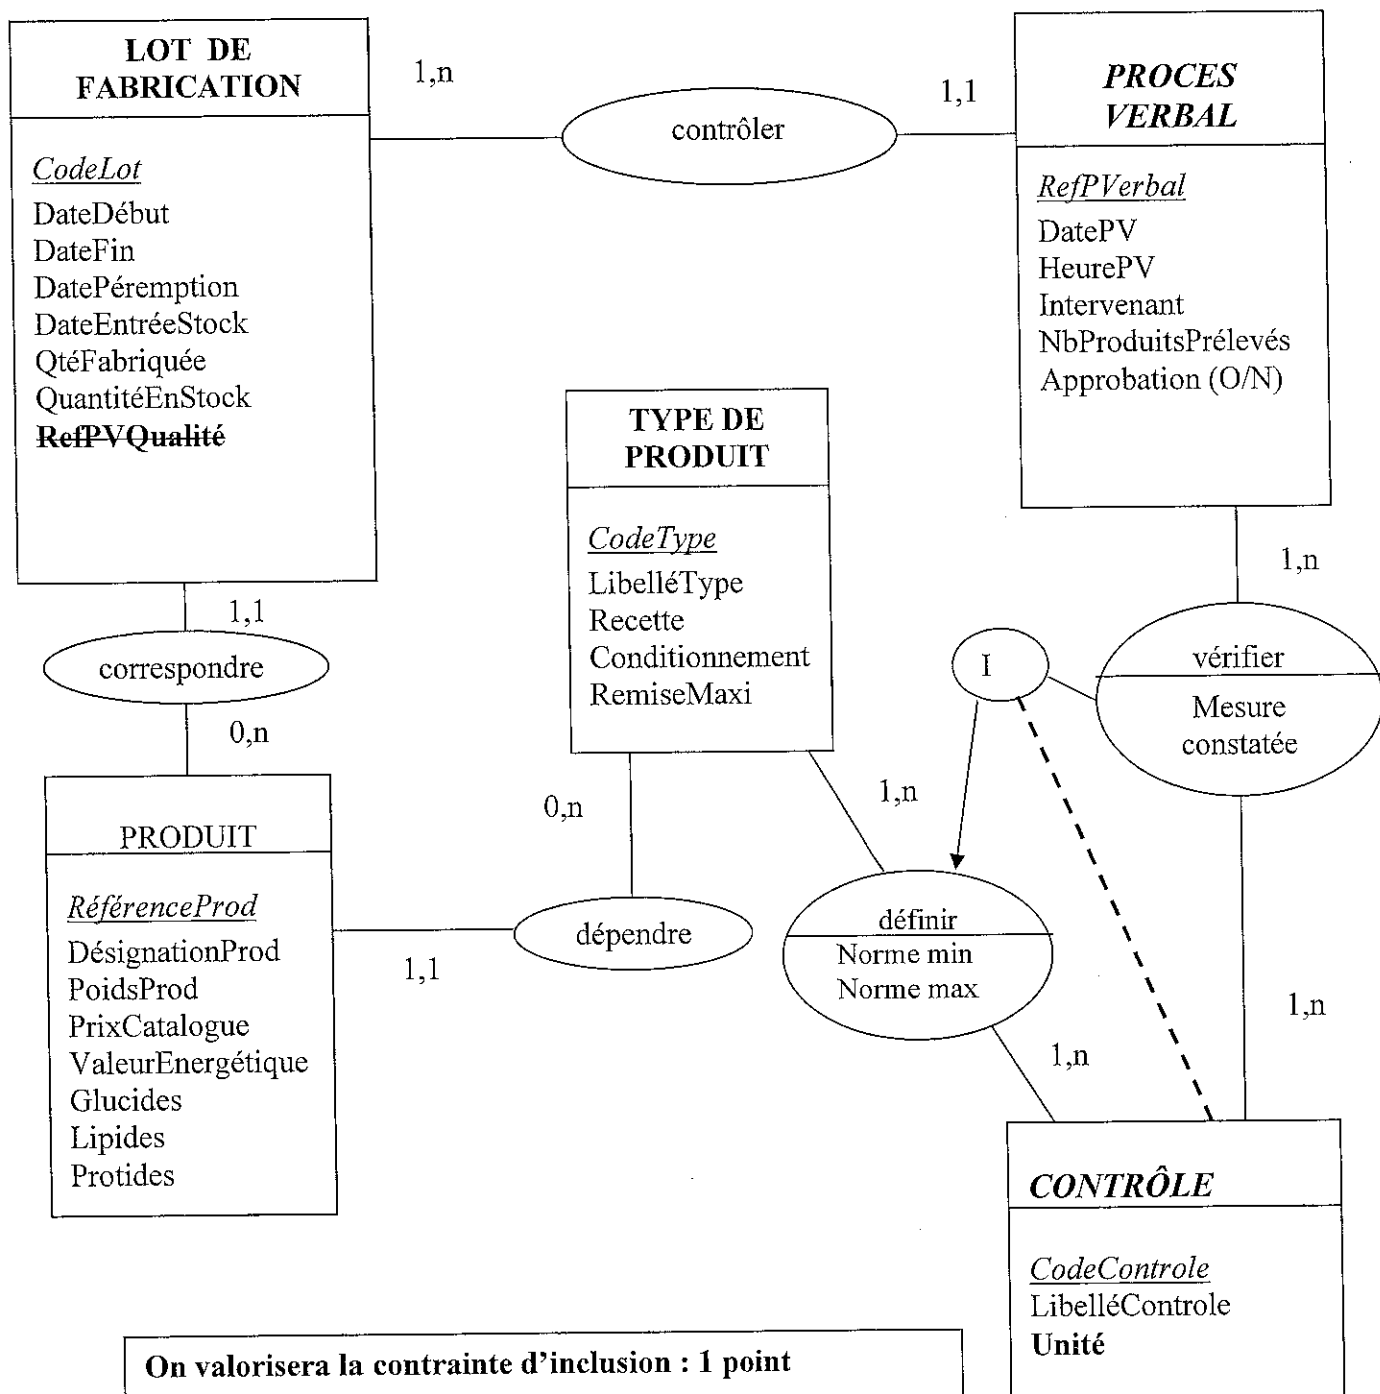 LOT DE
FABRICATION
CodeLot
DateDébut
DateFin
DatePéremption
DateEntréeStock
QtéFabriquée
QuantitéEnStock
RefPVQualité
1,n
contrôler
1,1
PROCES
VERBAL
RefPVerbal
DatePV
HeurePV
Intervenant
NbProduitsPrélevés
Approbation (O/N)
TYPE DE
PRODUIT
CodeType
LibelléType
Recette
Conditionnement
RemiseMaxi
1,1
correspondre
0,n
I
1,n
vérifier
Mesure
constatée
0,n
1,n
PRODUIT
RéférenceProd
DésignationProd
PoidsProd
PrixCatalogue
ValeurEnergétique
Glucides
Lipides
Protides
1,1
dépendre
définir
Norme min
Norme max
1,n
1,n
CONTRÔLE
CodeControle
LibelléControle
Unité
On valorisera la contrainte d'inclusion : 1 point